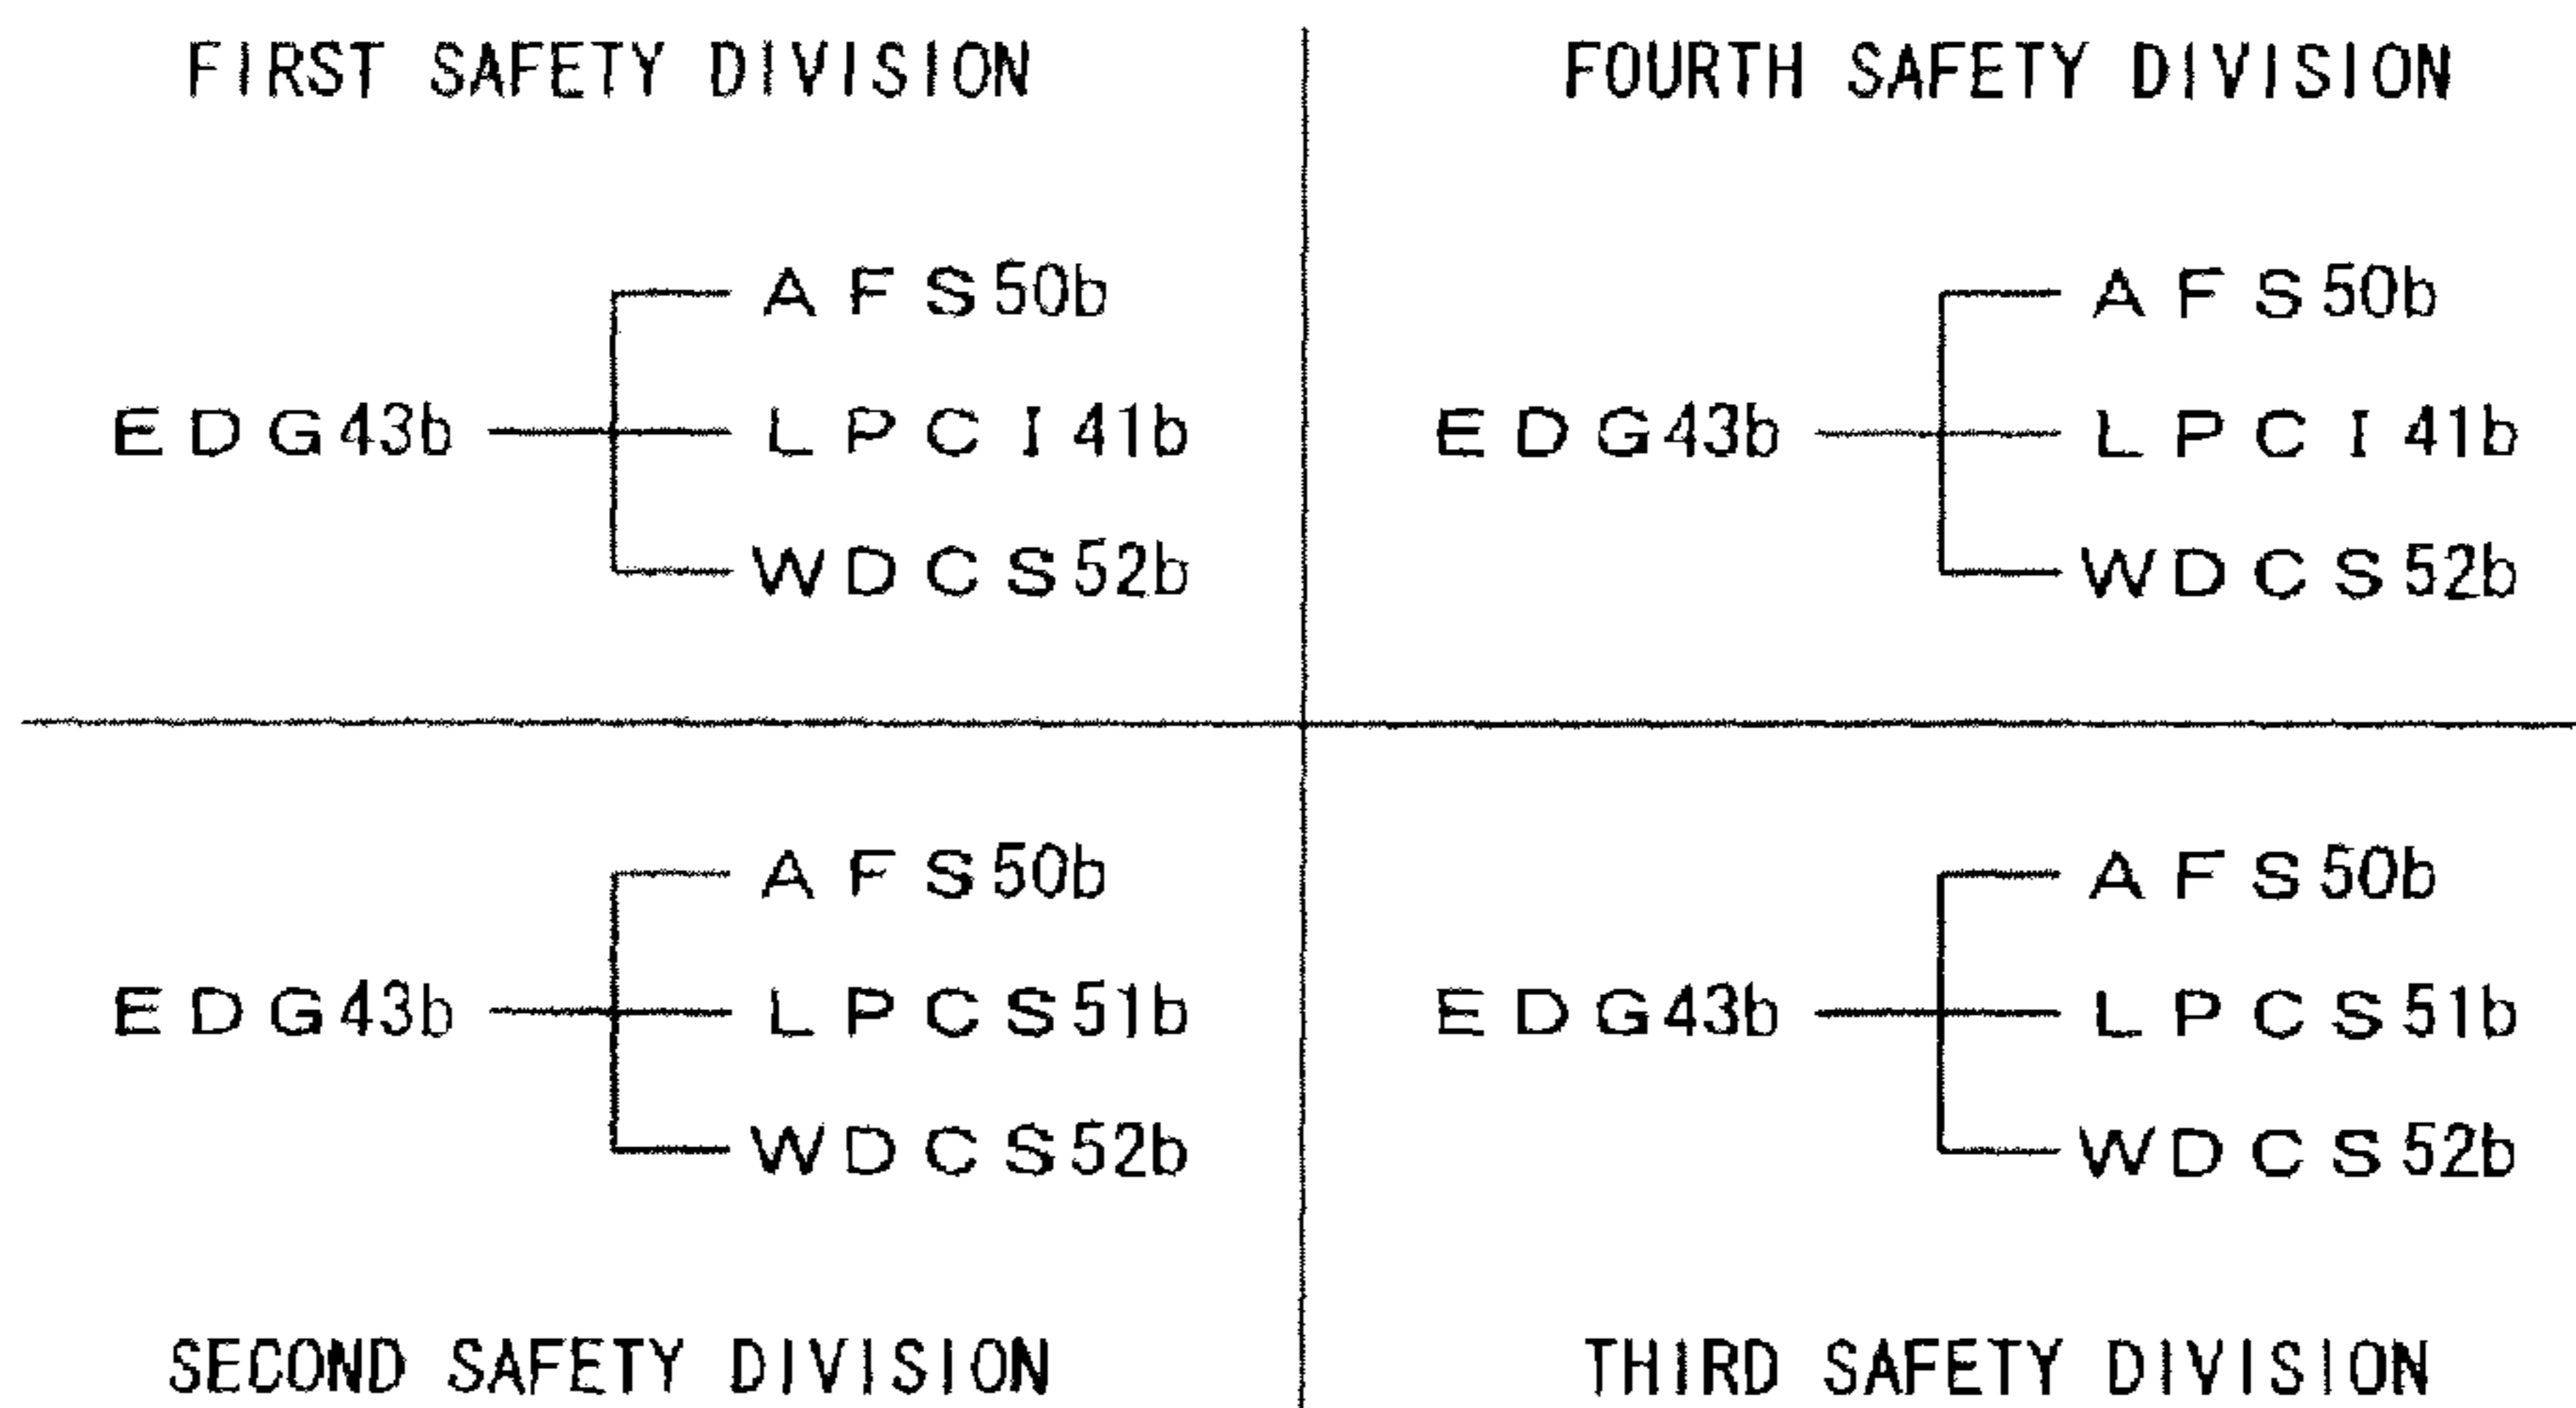 FIRST SAFETY DIVISION
AFS50b
EDG43b
LPCI41b
WDCS52b
FOURTH SAFETY DIVISION
AFS50b
EDG43b
LPCI41b
WDCS52b
AFS50b
EDG43b
LPCS51b
WDCS52b
SECOND SAFETY DIVISION
AFS50b
EDG43b
LPCS51b
WDCS52b
THIRD SAFETY DIVISION